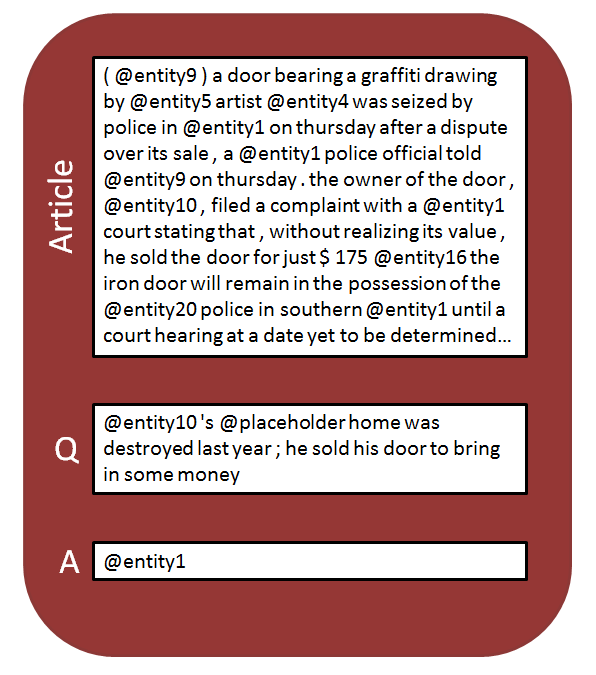 Article
( @entity9 ) a door bearing a graffiti drawing
by @entity5 artist @entity4 was seized by
police in @entity1 on thursday after a dispute
over its sale , a @entity1 police official told
@entity9 on thursday . the owner of the door ,
@entity10 , filed a complaint with a @entity1
court stating that , without realizing its value ,
he sold the door for just $ 175 @entity16 the
iron door will remain in the possession of the
@entity20 police in southern @entity1 until a
court hearing at a date yet to be determined...
Q
@entity10 's @placeholder home was
destroyed last year ; he sold his door to bring
in some money
A
@entity1